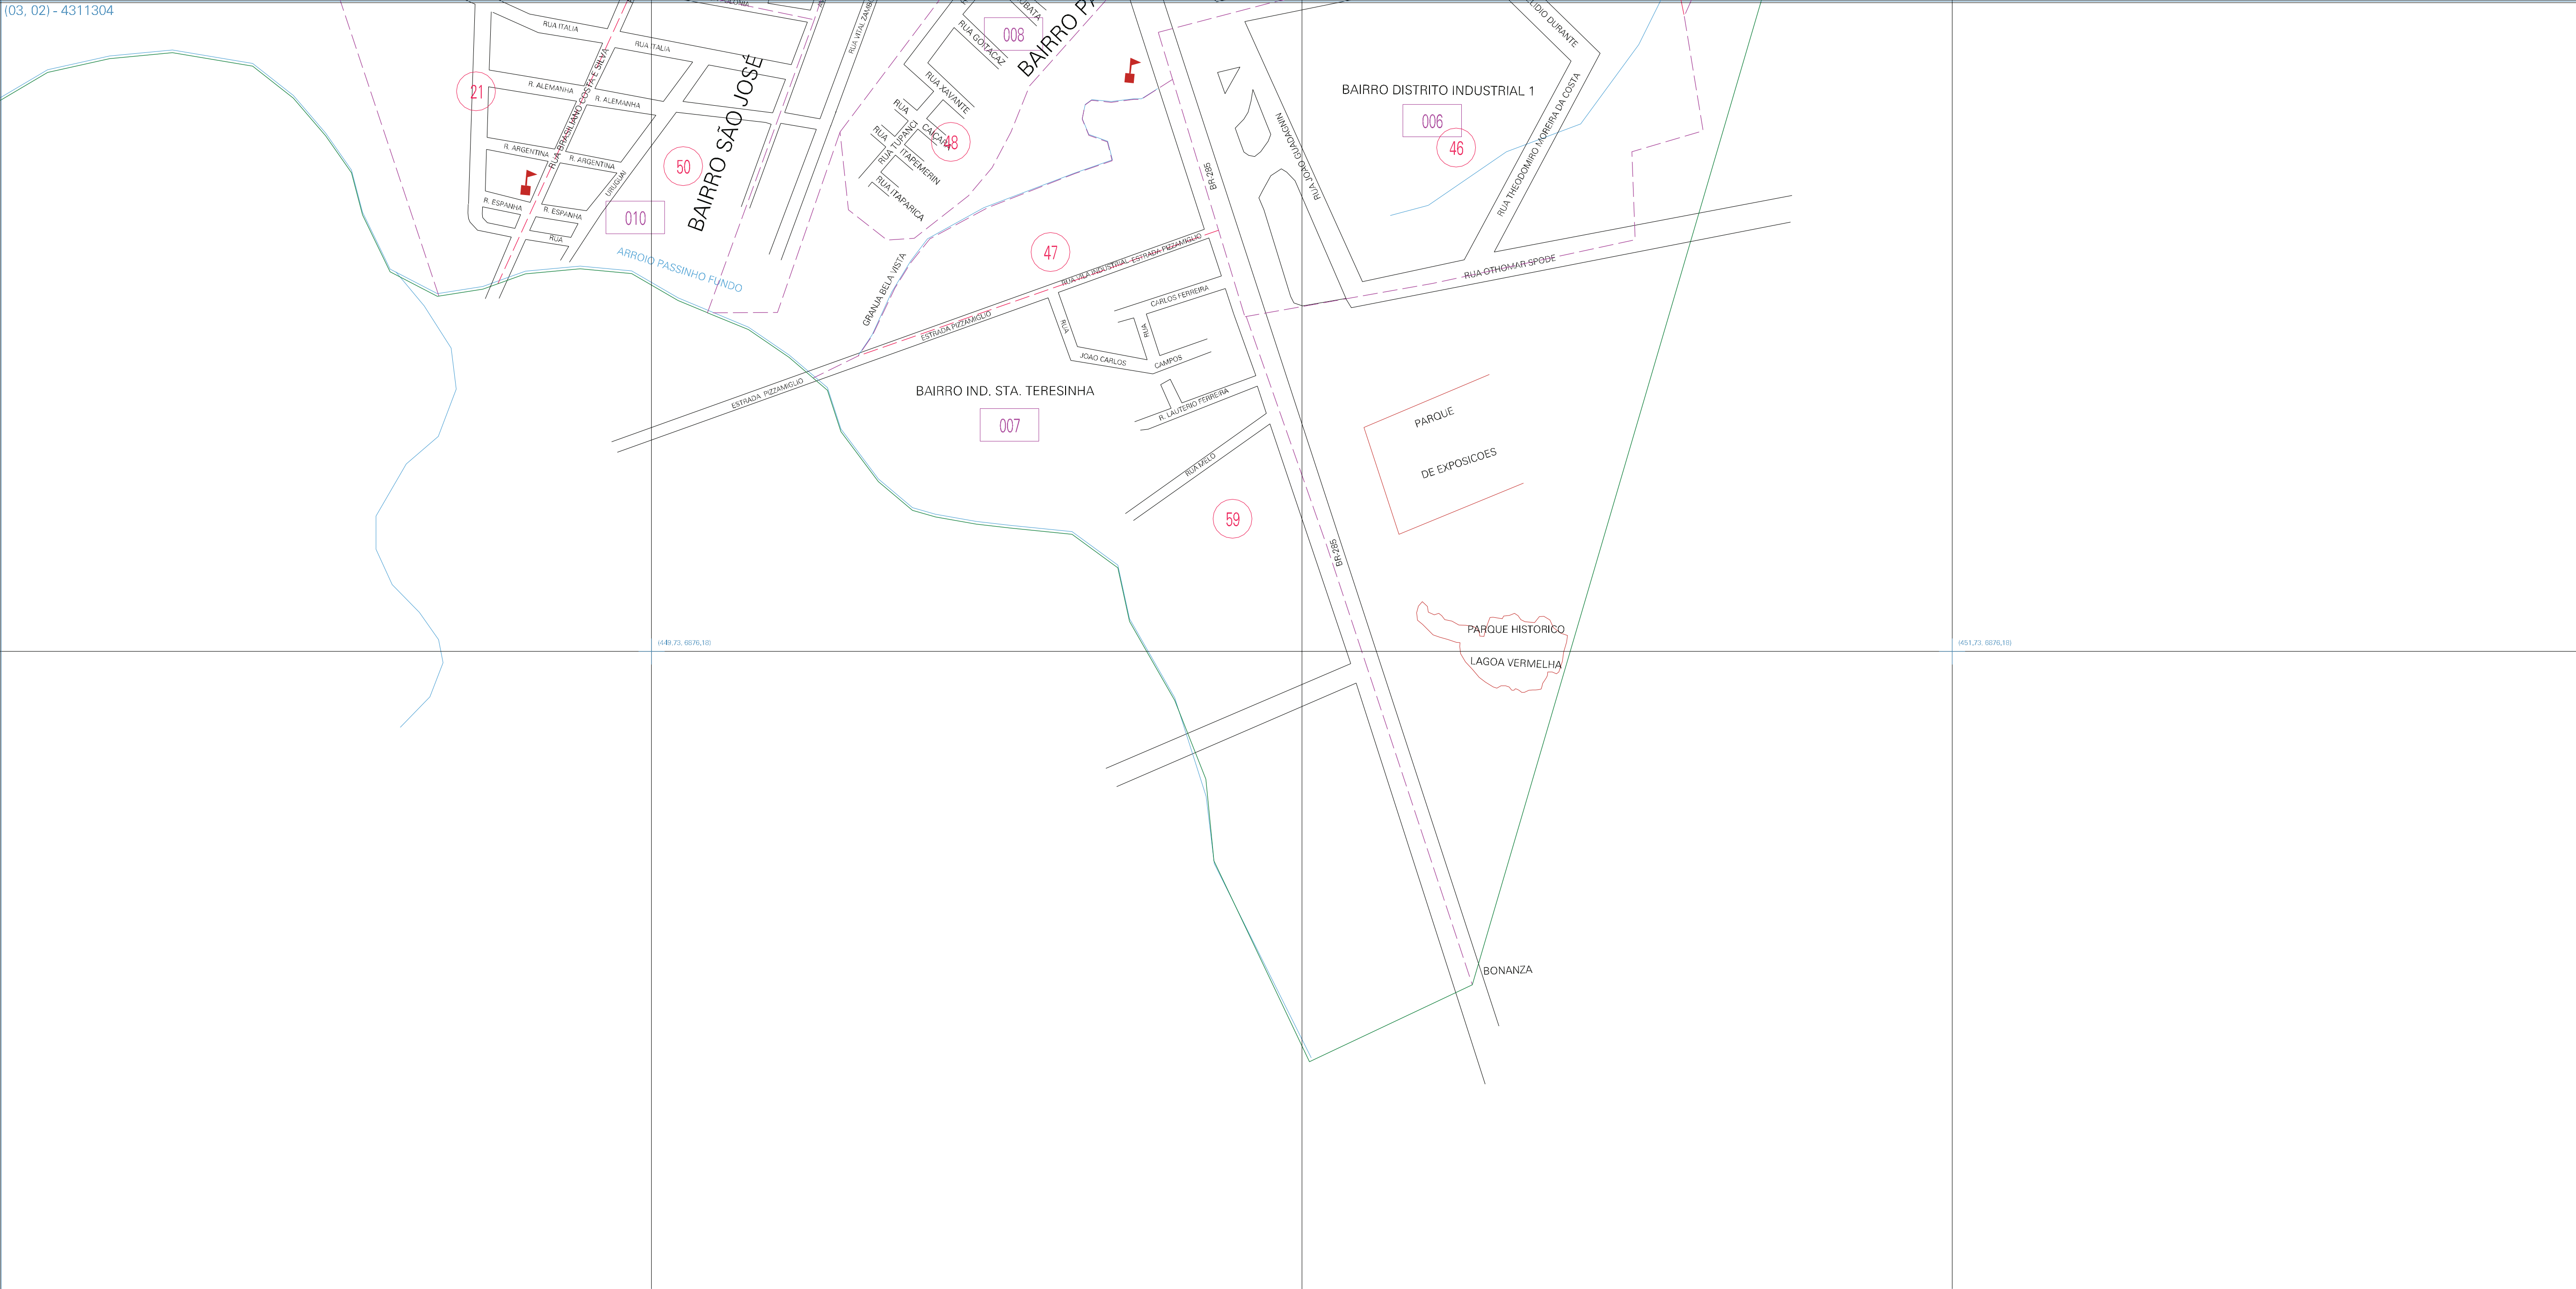 (03, 02) - 4311304
RUA ITALIA
RUA ITALIA
RUA BRASILIANO COSTA E SILVA
21
R. ALEMANHA
R. ALEMANHA
R. ARGENTINA
R. ARGENTINA
URUGUAI
R. ESPANHA
R. ESPANHA
RUA
50
010
BAIRRO SÃO JOSÉ
ARROIO PASSINHO FUNDO
RUA GOITACAZ
008
RUA XAVANTE
RUA
CAICARA
48
RUA
RUA TUPANCI
ITAPEMERIN
RUA ITAPARICA
47
GRANJA BELA VISTA
BR-285
RUA JOAO GUADAGNIN
BAIRRO DISTRITO INDUSTRIAL 1
006
46
RUA THEODOMIRO MOREIRA DA COSTA
RUA OTHOMAR SPODE
RUA VILA INDUSTRIAL
ESTRADA PIZZAMIGLIO
ESTRADA PIZZAMIGLIO
ESTRADA PIZZAMIGLIO
CARLOS FERREIRA
RUA
RUA
JOAO CARLOS
CAMPOS
R. LAUTERIO FERREIRA
BAIRRO IND. STA. TERESINHA
007
RUA MELO
59
PARQUE
DE EXPOSICOES
BR-285
PARQUE HISTORICO
LAGOA VERMELHA
(449,73, 6876,18)
(451,73, 6876,18)
BONANZA